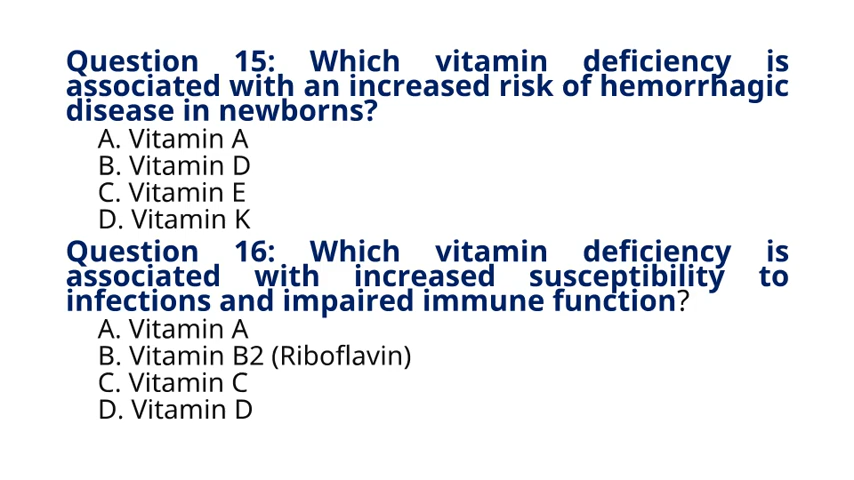 Question 15: Which vitamin deficiency is
associated with an increased risk of hemorrhagic
disease in newborns?
A. Vitamin A
B. Vitamin D
C. Vitamin E
D. Vitamin K
Question 16: Which vitamin deficiency is
associated with increased susceptibility to
infections and impaired immune function?
A. Vitamin A
B. Vitamin B2 (Riboflavin)
C. Vitamin C
D. Vitamin D